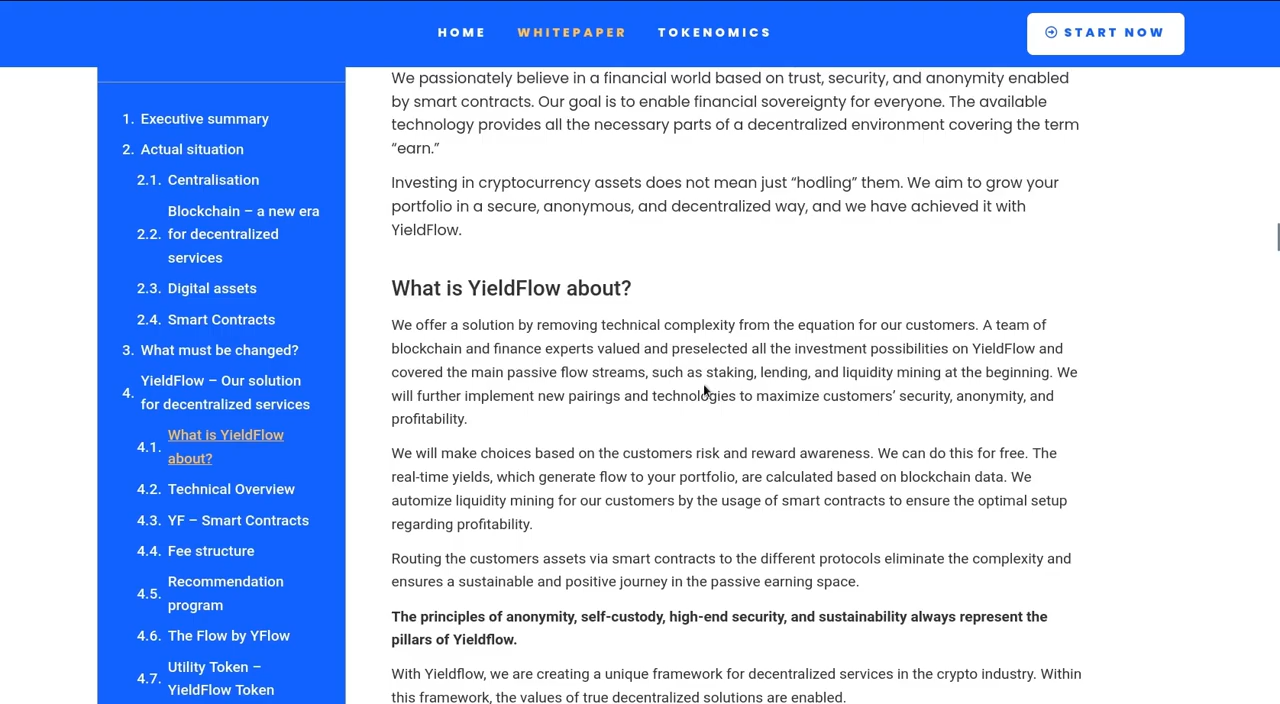 HOME WHITEPAPER TOKENOMICS START NOW
1. Executive summary
2. Actual situation
2.1. Centralisation
2.2. Blockchain – a new era
for decentralized
services
2.3. Digital assets
2.4. Smart Contracts
3. What must be changed?
4. YieldFlow – Our solution
for decentralized services
4.1. What is YieldFlow
about?
4.2. Technical Overview
4.3. YF – Smart Contracts
4.4. Fee structure
4.5. Recommendation
program
4.6. The Flow by YFlow
4.7. Utility Token –
YieldFlow Token
We passionately believe in a financial world based on trust, security, and anonymity enabled
by smart contracts. Our goal is to enable financial sovereignty for everyone. The available
technology provides all the necessary parts of a decentralized environment covering the term
“earn.”
Investing in cryptocurrency assets does not mean just “hodling” them. We aim to grow your
portfolio in a secure, anonymous, and decentralized way, and we have achieved it with
YieldFlow.
What is YieldFlow about?
We offer a solution by removing technical complexity from the equation for our customers. A team of
blockchain and finance experts valued and preselected all the investment possibilities on YieldFlow and
covered the main passive flow streams, such as staking, lending, and liquidity mining at the beginning. We
will further implement new pairings and technologies to maximize customers’ security, anonymity, and
profitability.
We will make choices based on the customers risk and reward awareness. We can do this for free. The
real-time yields, which generate flow to your portfolio, are calculated based on blockchain data. We
automize liquidity mining for our customers by the usage of smart contracts to ensure the optimal setup
regarding profitability.
Routing the customers assets via smart contracts to the different protocols eliminate the complexity and
ensures a sustainable and positive journey in the passive earning space.
The principles of anonymity, self-custody, high-end security, and sustainability always represent the
pillars of Yieldflow.
With Yieldflow, we are creating a unique framework for decentralized services in the crypto industry. Within
this framework, the values of true decentralized solutions are enabled.